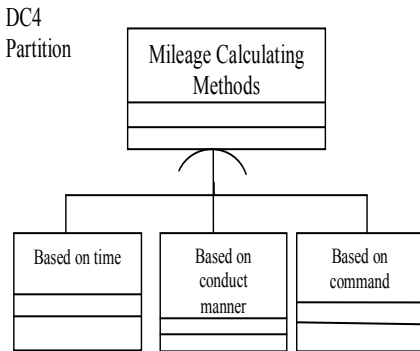 DC4
Partition
Mileage Calculating
Methods
Based on time
Based on
conduct
manner
Based on
command